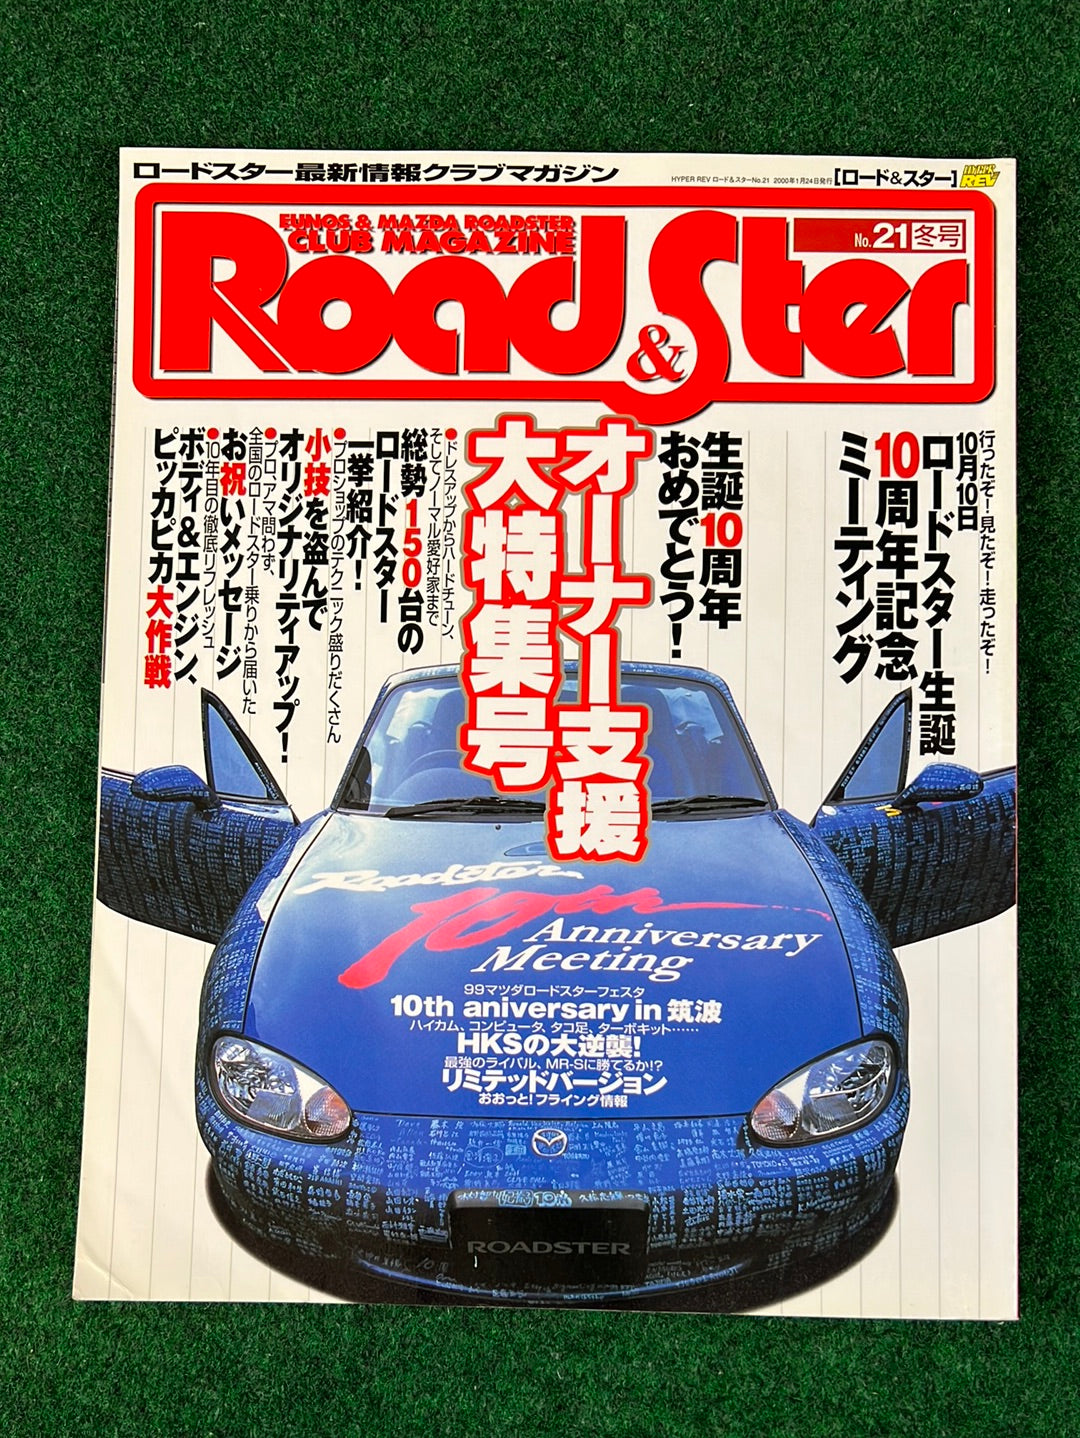 ロードスター最新情報クラブマガジン
HYPER REV ロード&スターNo.21 2000年1月24日発行
[ロード&スター]
HYPER REV
EUNOS & MAZDA ROADSTER
CLUB MAGAZINE
Road&Ster
No.21冬号
行ったぞ!見たぞ!走ったぞ!
10月10日
ロードスター生誕
10周年記念
ミーティング
生誕10周年
おめでとう!
オーナー支援
大特集号
●ドレスアップからハードチューン、
そしてノーマル愛好家まで
総勢150台の
ロードスター
一挙紹介!
●プロショップのテクニック盛りだくさん
小技を盗んで
オリジナリティアップ!
●プロ、アマ問わず、
全国のロードスター乗りから届いた
お祝いメッセージ
●10年目の徹底リフレッシュ
ボディ&エンジン、
ピッカピカ大作戦
Roadster
10th
Anniversary
Meeting
99マツダロードスターフェスタ
10th aniversary in 筑波
ハイカム、コンピュータ、タコ足、ターボキット……
HKSの大逆襲!
最強のライバル、MR-Sに勝てるか!?
リミテッドバージョン
おおっと!フライング情報
ROADSTER